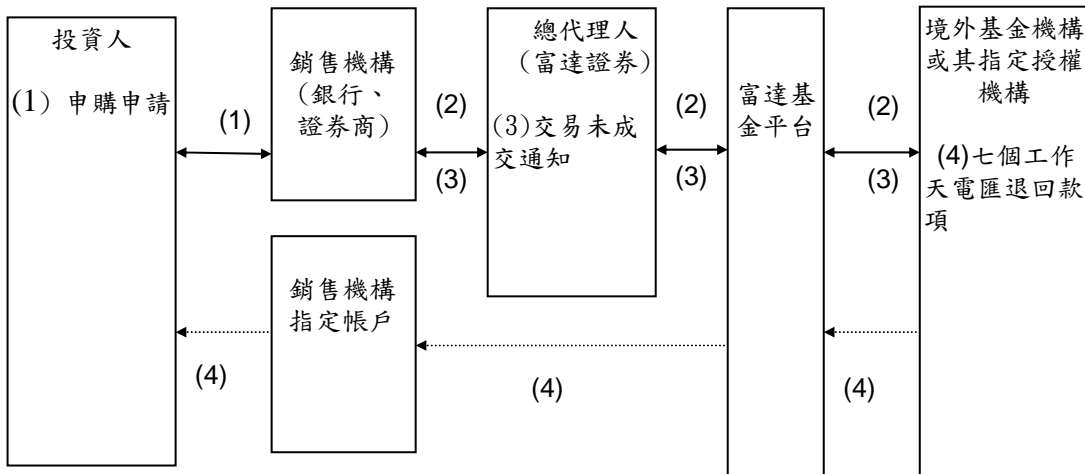 投資人
(1) 申購申請
(1)
銷售機構
（銀行、
證券商）
(2)
(3)
總代理人
（富達證券）
(3)交易未成
交通知
(2)
(3)
富達基
金平台
(2)
(3)
境外基金機構
或其指定授權
機構
(4)七個工作
天電匯退回款
項
銷售機構
指定帳戶
(4)
(4)
(4)